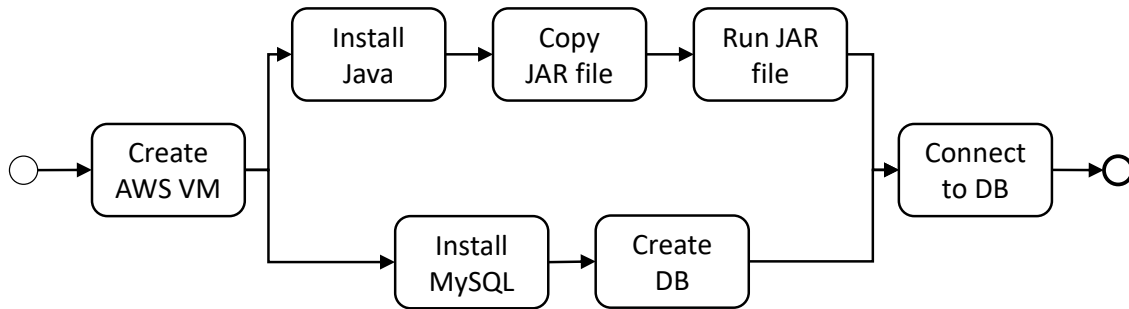 Install
Java
Copy
JAR file
Run JAR
file
Create
AWS VM
Connect
to DB
Install
MySQL
Create
DB